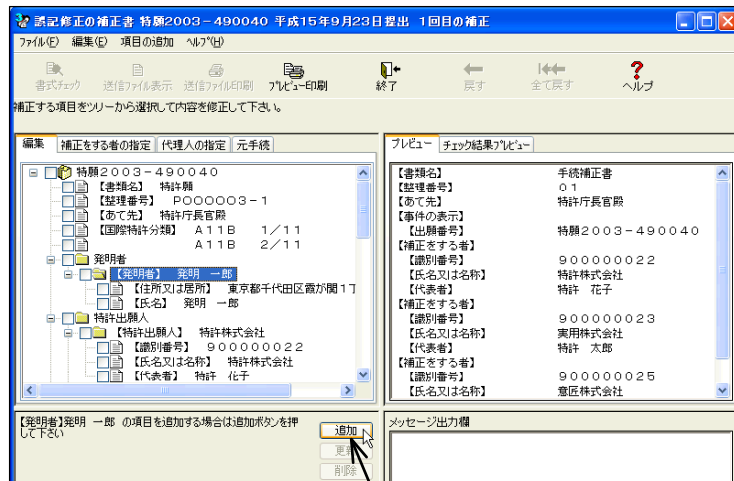 誤記修正の補正書 特願2003-490040 平成15年9月23日提出 1回目の補正
ファイル(F) 編集(E) 項目の追加 ヘルプ(H)
書式チェック 送信ファイル表示 送信ファイル印刷 プレビュー印刷 終了 戻す 全て戻す ヘルプ
補正する項目をツリーから選択して内容を修正して下さい。
編集 補正をする者の指定 代理人の指定 元手続
特願2003-490040
【書類名】 特許願
【整理番号】 P000003-1
【あて先】 特許庁長官殿
【国際特許分類】 A11B 1/11
A11B 2/11
発明者
【発明者】 発明 一郎
【住所又は居所】 東京都千代田区霞が関1丁
【氏名】 発明 一郎
特許出願人
【特許出願人】 特許株式会社
【識別番号】 900000022
【氏名又は名称】 特許株式会社
【代表者】 特許 花子
プレビュー チェック結果プレビュー
【書類名】 手続補正書
【整理番号】 01
【あて先】 特許庁長官殿
【事件の表示】
【出願番号】 特願2003-490040
【補正をする者】
【識別番号】 900000022
【氏名又は名称】 特許株式会社
【代表者】 特許 花子
【補正をする者】
【識別番号】 900000023
【氏名又は名称】 実用株式会社
【代表者】 特許 太郎
【補正をする者】
【識別番号】 900000025
【氏名又は名称】 意匠株式会社
【発明者】発明 一郎 の項目を追加する場合は追加ボタンを押
して下さい
追加
更新
削除
メッセージ出力欄